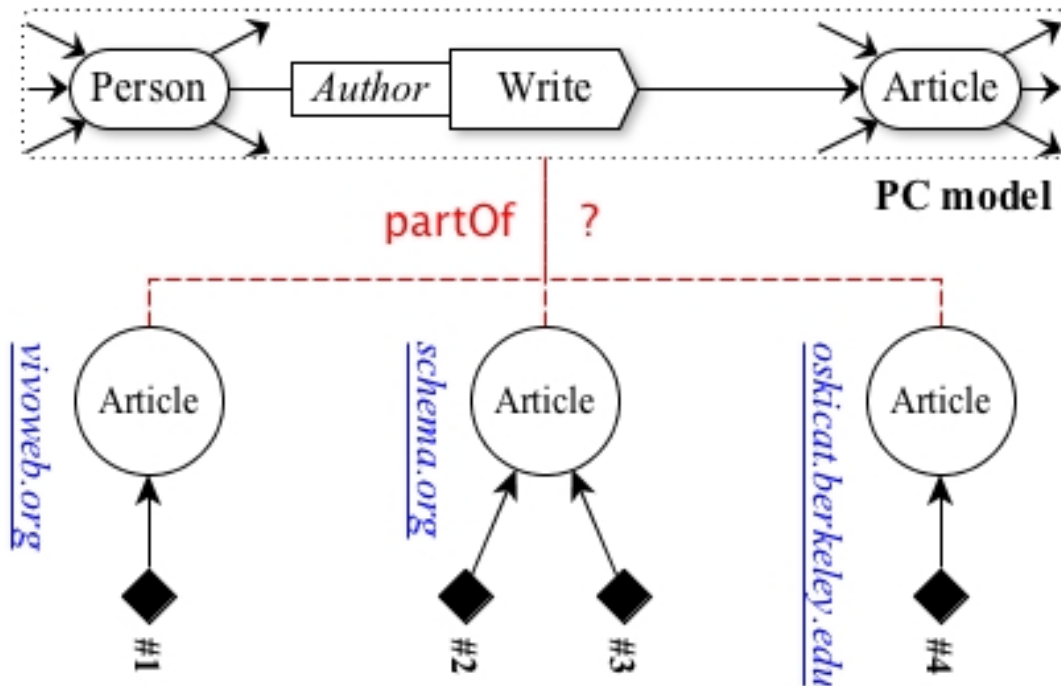 Person
Author
Write
Article
PC model
partOf ?
vivoweb.org
Article
schema.org
Article
oskicat.berkeley.edu
Article
#1
#2
#3
#4